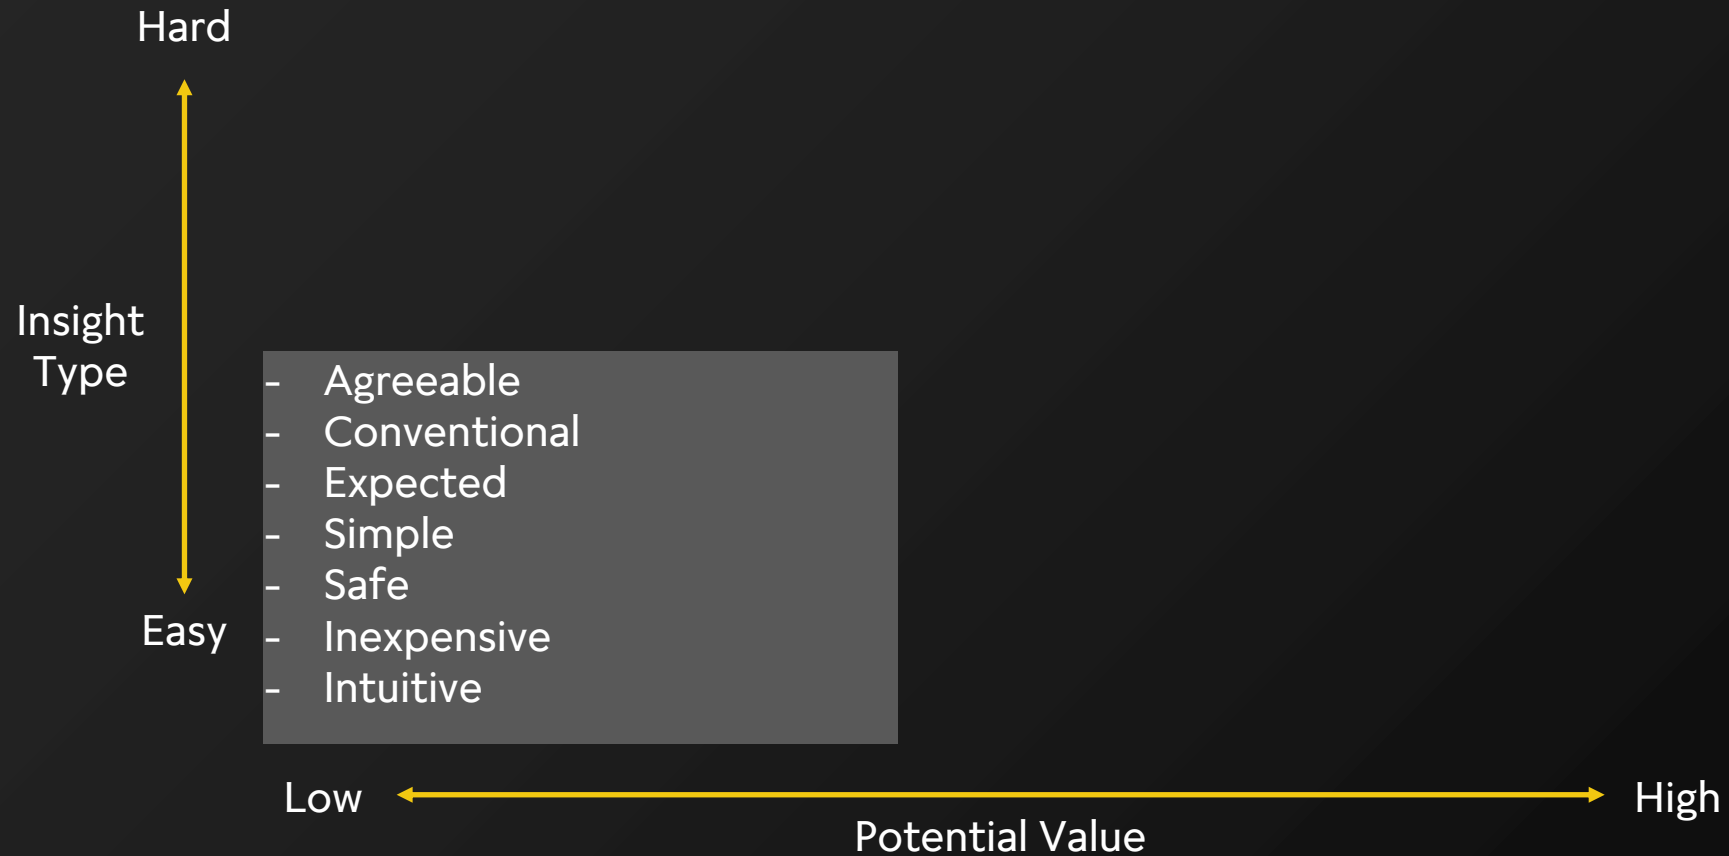 Hard
Insight
Type
- Agreeable
- Conventional
- Expected
- Simple
- Safe
- Inexpensive
- Intuitive
Easy
Low
High
Potential Value